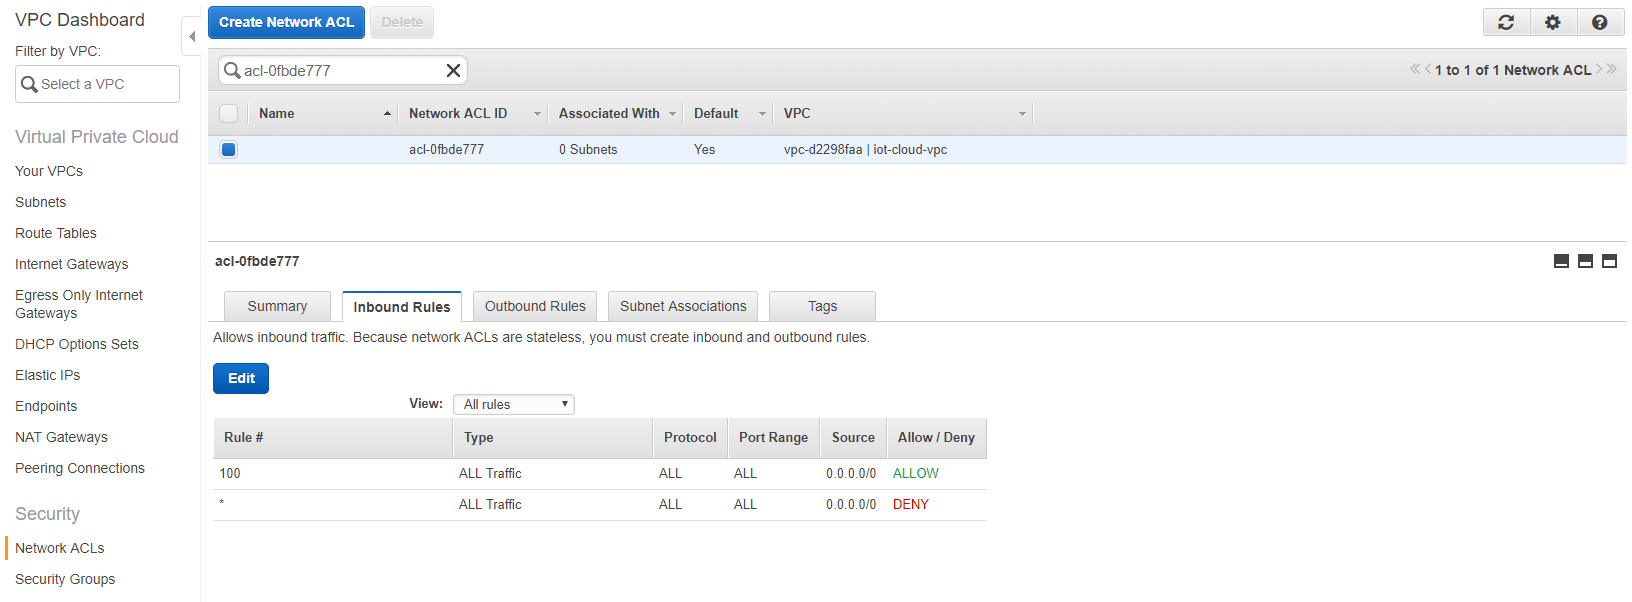 VPC Dashboard
Filter by VPC:
Select a VPC
Virtual Private Cloud
Your VPCs
Subnets
Route Tables
Internet Gateways
Egress Only Internet
Gateways
DHCP Options Sets
Elastic IPs
Endpoints
NAT Gateways
Peering Connections
Security
Network ACLs
Security Groups
Create Network ACL Delete
acl-0fbde777 1 to 1 of 1 Network ACL
Name Network ACL ID Associated With Default VPC
acl-0fbde777 0 Subnets Yes vpc-d2298faa | iot-cloud-vpc
acl-0fbde777
Summary Inbound Rules Outbound Rules Subnet Associations Tags
Allows inbound traffic. Because network ACLs are stateless, you must create inbound and outbound rules.
Edit
View: All rules
Rule # Type Protocol Port Range Source Allow / Deny
100 ALL Traffic ALL ALL 0.0.0.0/0 ALLOW
* ALL Traffic ALL ALL 0.0.0.0/0 DENY